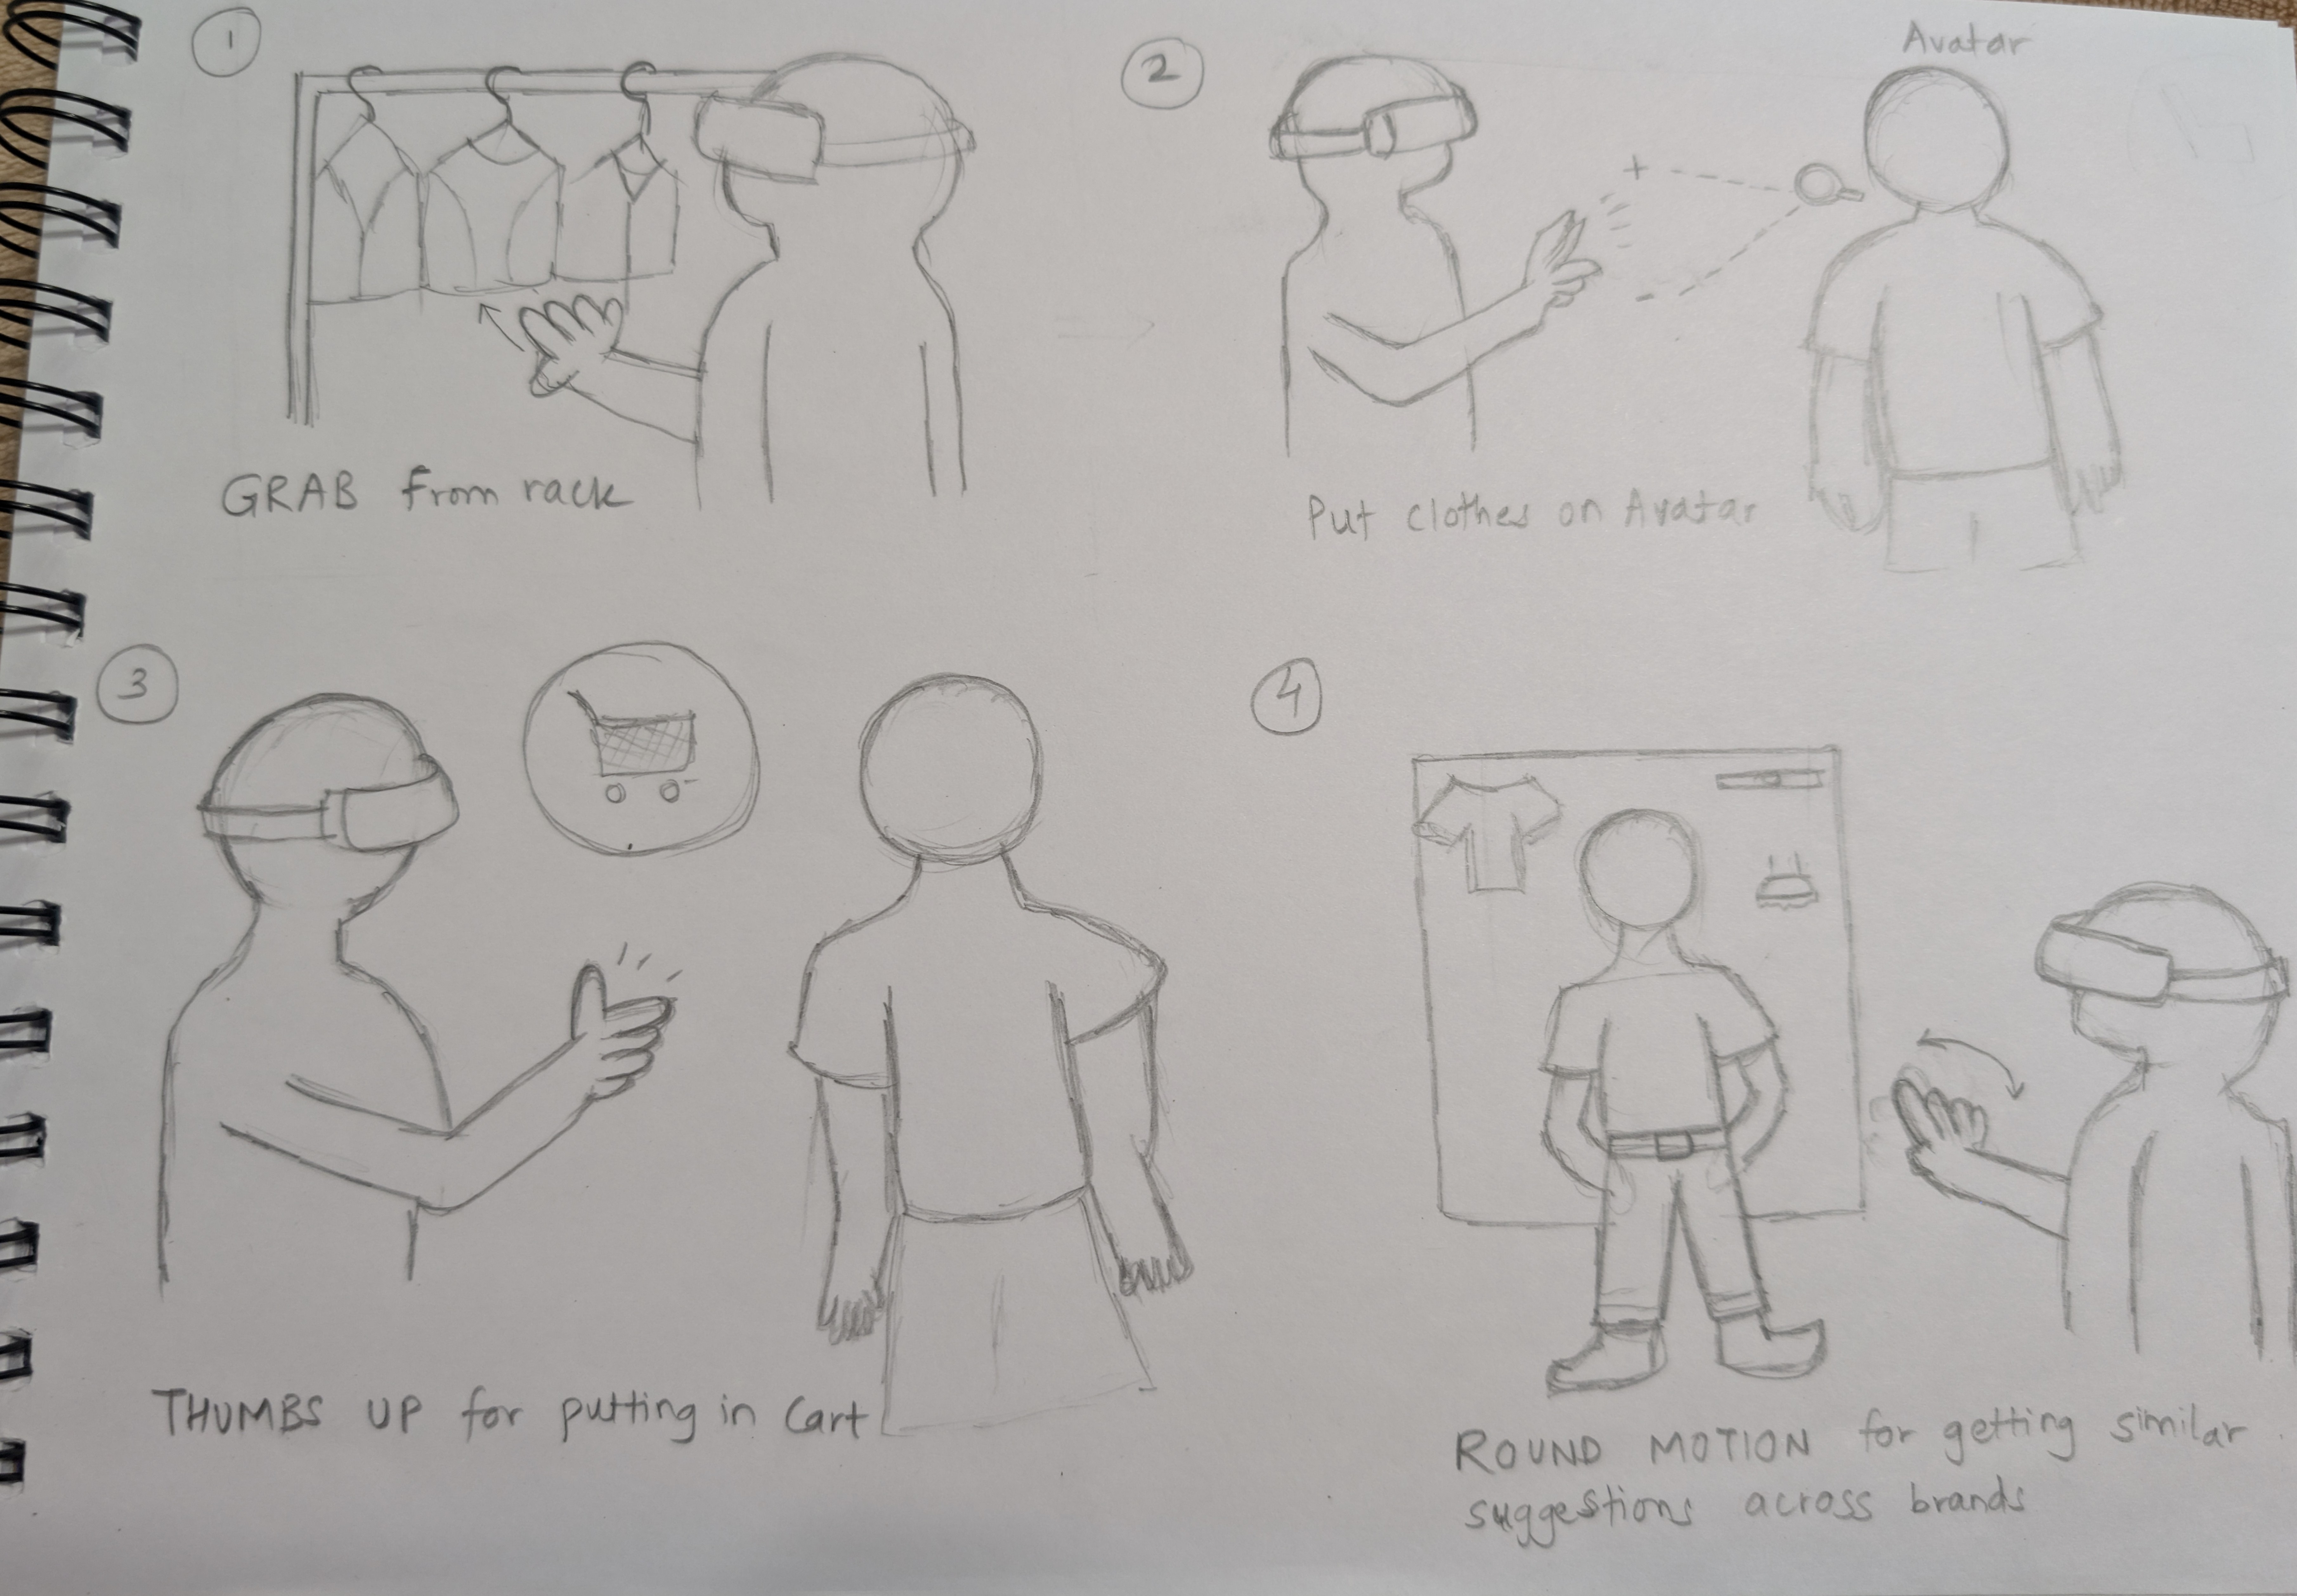 1
GRAB from rack
2
Avatar
+
Put clothes on Avatar
3
THUMBS UP for putting in Cart
4
ROUND MOTION for getting similar
suggestions across brands